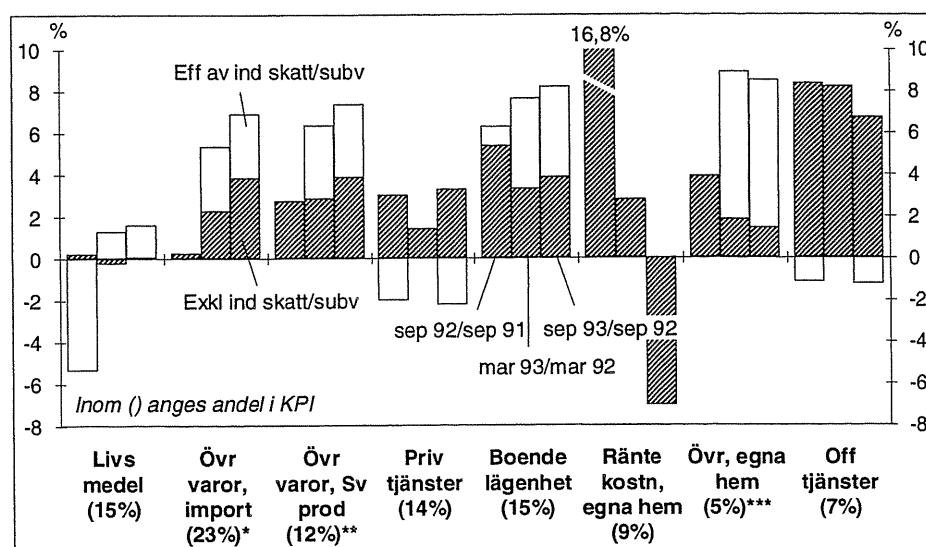 %
%
10
8
6
4
2
0
-2
-4
-6
-8
16,8%
10
8
6
4
2
0
-2
-4
-6
-8
Eff av ind skatt/subv
Exkl ind skatt/subv
sep 92/sep 91
sep 93/sep 92
mar 93/mar 92
Inom () anges andel i KPI
Livs
medel
(15%)
Övr
varor,
import
(23%)*
Övr
varor, Sv
prod
(12%)**
Priv
tjänster
(14%)
Boende
lägenhet
(15%)
Ränte
kostn,
egna hem
(9%)
Övr, egna
hem
(5%)***
Off
tjänster
(7%)